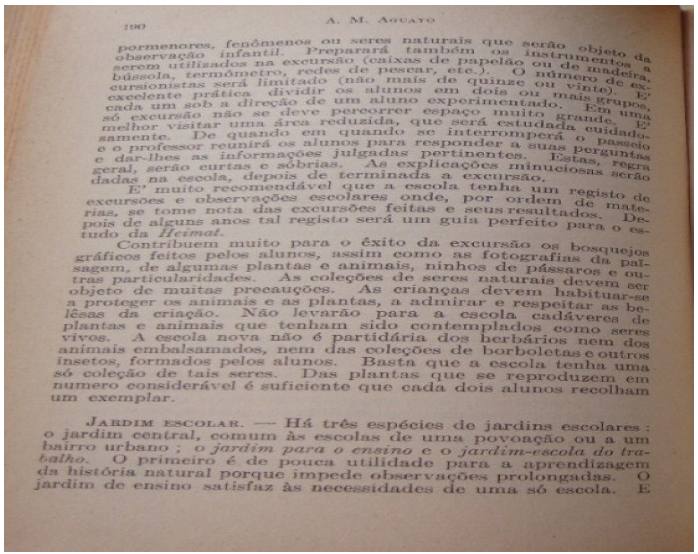 190
A. M. AGUAYO
pormenores, fenômenos ou seres naturais que serão objeto da
observação infantil. Preparará também os instrumentos a
serem utilizados na excursão (caixas de papelão ou de madeira,
bússola, termômetro, redes de pescar, etc.). O número de ex-
cursionistas será limitado (não mais de quinze ou vinte). E'
excelente prática dividir os alunos em dois ou mais grupos,
cada um sob a direção de um aluno experimentado. Em uma
só excursão não se deve percorrer espaço muito grande. E'
melhor visitar uma área reduzida, que será estudada cuidado-
samente. De quando em quando se interromperá o passeio
e o professor reunirá os alunos para responder a suas perguntas
e dar-lhes as informações julgadas pertinentes. Estas, regra
geral, serão curtas e sóbrias. As explicações minuciosas serão
dadas na escola, depois de terminada a excursão.
E' muito recomendável que a escola tenha um registo de
excursões e observações escolares onde, por ordem de maté-
rias, se tome nota das excursões feitas e seus resultados. De-
pois de alguns anos tal registo será um guia perfeito para o es-
tudo da Heimat.
Contribuem muito para o êxito da excursão os bosquejos
gráficos feitos pelos alunos, assim como as fotografias da pai-
sagem, de algumas plantas e animais, ninhos de pássaros e ou-
tras particularidades. As coleções de seres naturais devem ser
objeto de muitas precauções. As crianças devem habituar-se
a proteger os animais e as plantas, a admirar e respeitar as be-
lêsas da criação. Não levarão para a escola cadáveres de
plantas e animais que tenham sido contemplados como seres
vivos. A escola nova não é partidária dos herbários nem dos
animais embalsamados, nem das coleções de borboletas e outros
insetos, formados pelos alunos. Basta que a escola tenha uma
só coleção de tais seres. Das plantas que se reproduzem em
numero considerável é suficiente que cada dois alunos recolham
um exemplar.
JARDIM ESCOLAR. — Há três espécies de jardins escolares :
o jardim central, comum às escolas de uma povoação ou a um
bairro urbano ; o jardim para o ensino e o jardim-escola do tra-
balho. O primeiro é de pouca utilidade para a aprendizagem
da história natural porque impede observações prolongadas. O
jardim de ensino satisfaz às necessidades de uma só escola. E